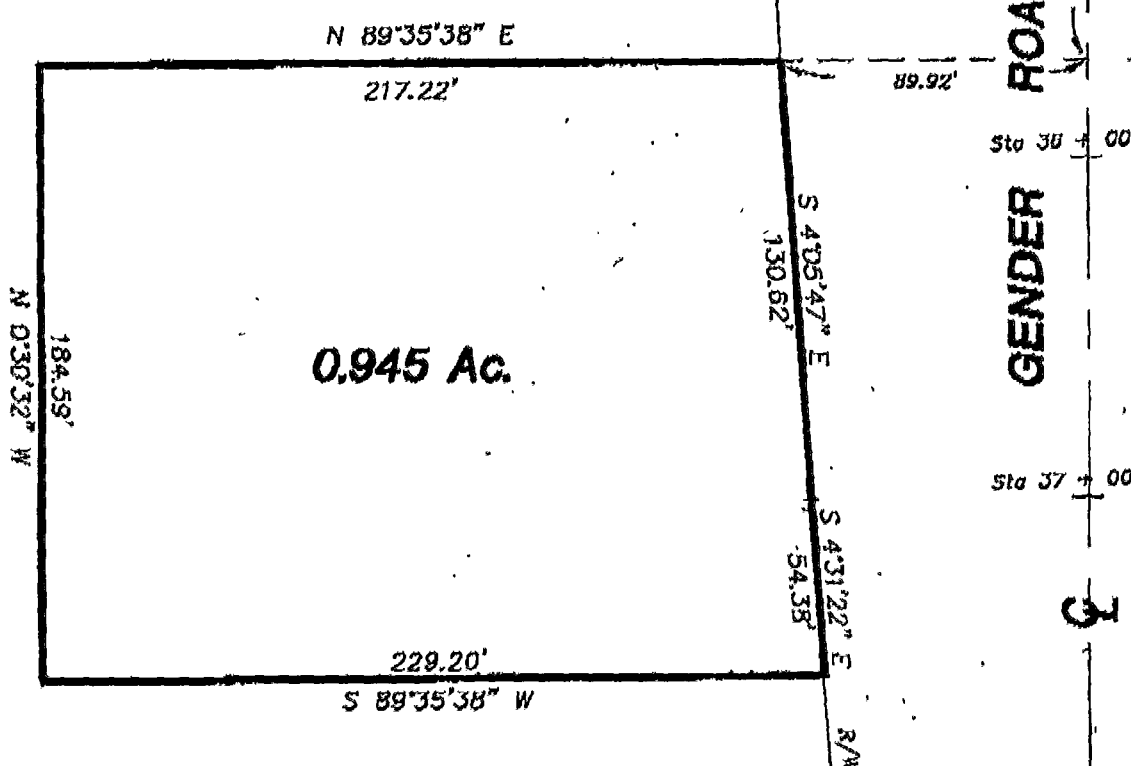 N 89°35'38" E
217.22'
89.92'
GENDER ROA
Sta 38 + 00
S 4°05'47" E
130.62'
N 0°30'32" W
184.59'
0.945 Ac.
Sta 37 + 00
S 4°31'22" E
54.38'
℄
229.20'
S 89°35'38" W
R/W